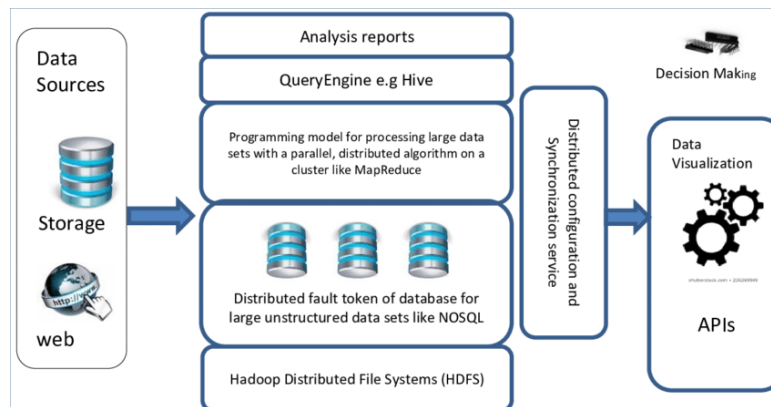 Data
Sources
Storage
http://www.
web
Analysis reports
QueryEngine e.g Hive
Programming model for processing large data
sets with a parallel, distributed algorithm on a
cluster like MapReduce
Distributed fault token of database for
large unstructured data sets like NOSQL
Hadoop Distributed File Systems (HDFS)
Distributed configuration and
Synchronization service
Decision Making
Data
Visualization
APIs